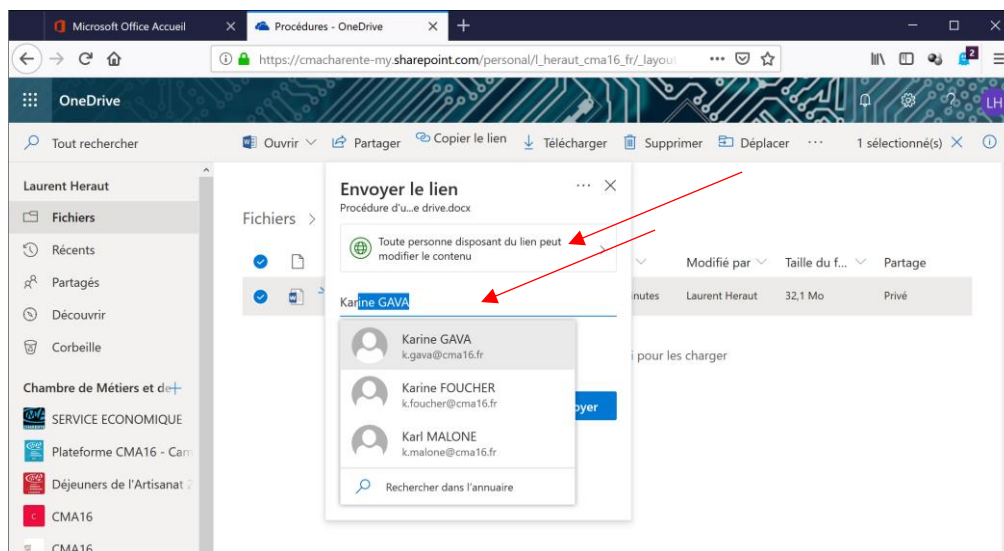 Microsoft Office Accueil
Procédures - OneDrive
https://cmacharente-my.sharepoint.com/personal/l_heraut_cma16_fr/_layout
2
OneDrive
LH
Tout rechercher
Ouvrir
Partager
Copier le lien
Télécharger
Supprimer
Déplacer
1 sélectionné(s)
Laurent Heraut
Fichiers
Récents
Partagés
Découvrir
Corbeille
Chambre de Métiers et de
SERVICE ECONOMIQUE
Plateforme CMA16 - Cam
Déjeuners de l'Artisanat 2
C
CMA16
CMA16
Fichiers >
Modifié par
Taille du f...
Partage
inutes
Laurent Heraut
32,1 Mo
Privé
i pour les charger
Envoyer le lien
Procédure d'u...e drive.docx
Toute personne disposant du lien peut
modifier le contenu
Karine GAVA
Karine GAVA
k.gava@cma16.fr
Karine FOUCHER
k.foucher@cma16.fr
oyer
Karl MALONE
k.malone@cma16.fr
Rechercher dans l'annuaire